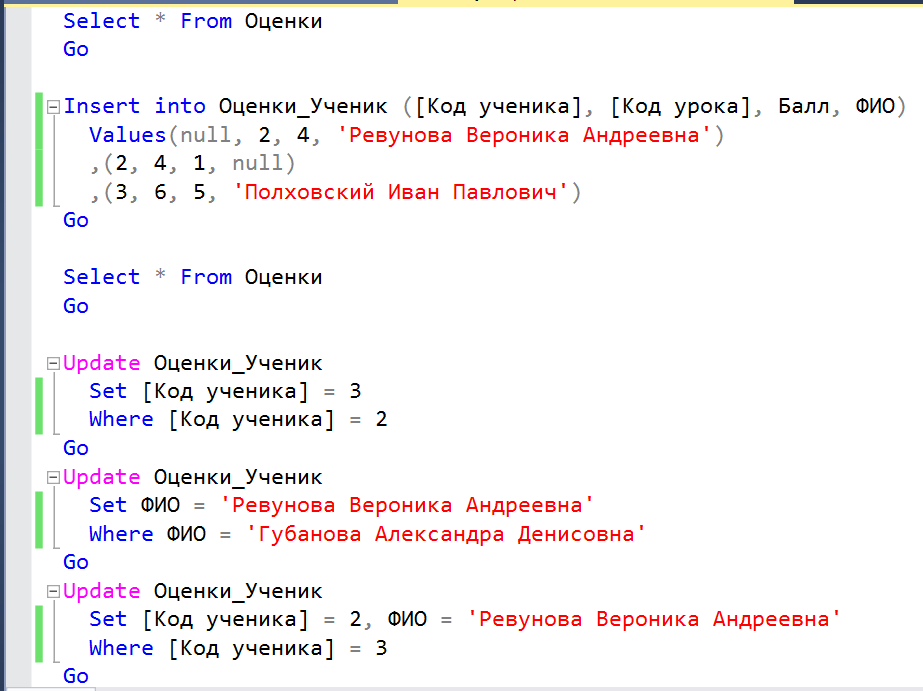 Select * From Оценки
Go
Insert into Оценки_Ученик ([Код ученика], [Код урока], Балл, ФИО)
Values(null, 2, 4, 'Ревунова Вероника Андреевна')
,(2, 4, 1, null)
,(3, 6, 5, 'Полховский Иван Павлович')
Go
Select * From Оценки
Go
Update Оценки_Ученик
Set [Код ученика] = 3
Where [Код ученика] = 2
Go
Update Оценки_Ученик
Set ФИО = 'Ревунова Вероника Андреевна'
Where ФИО = 'Губанова Александра Денисовна'
Go
Update Оценки_Ученик
Set [Код ученика] = 2, ФИО = 'Ревунова Вероника Андреевна'
Where [Код ученика] = 3
Go